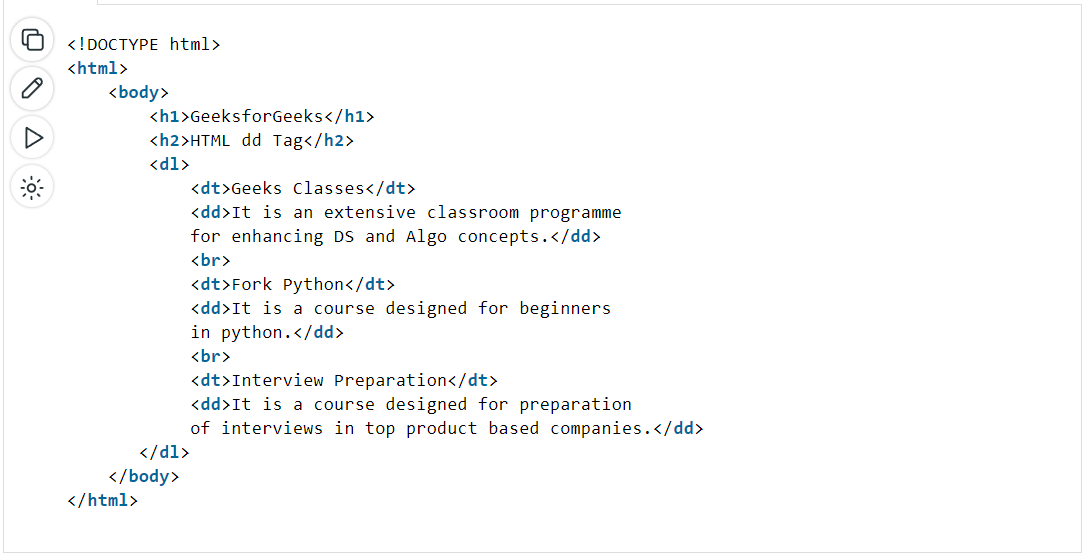 <!DOCTYPE html>
<html>
<body>
<h1>GeeksforGeeks</h1>
<h2>HTML dd Tag</h2>
<dl>
<dt>Geeks Classes</dt>
<dd>It is an extensive classroom programme
for enhancing DS and Algo concepts.</dd>
<br>
<dt>Fork Python</dt>
<dd>It is a course designed for beginners
in python.</dd>
<br>
<dt>Interview Preparation</dt>
<dd>It is a course designed for preparation
of interviews in top product based companies.</dd>
</dl>
</body>
</html>